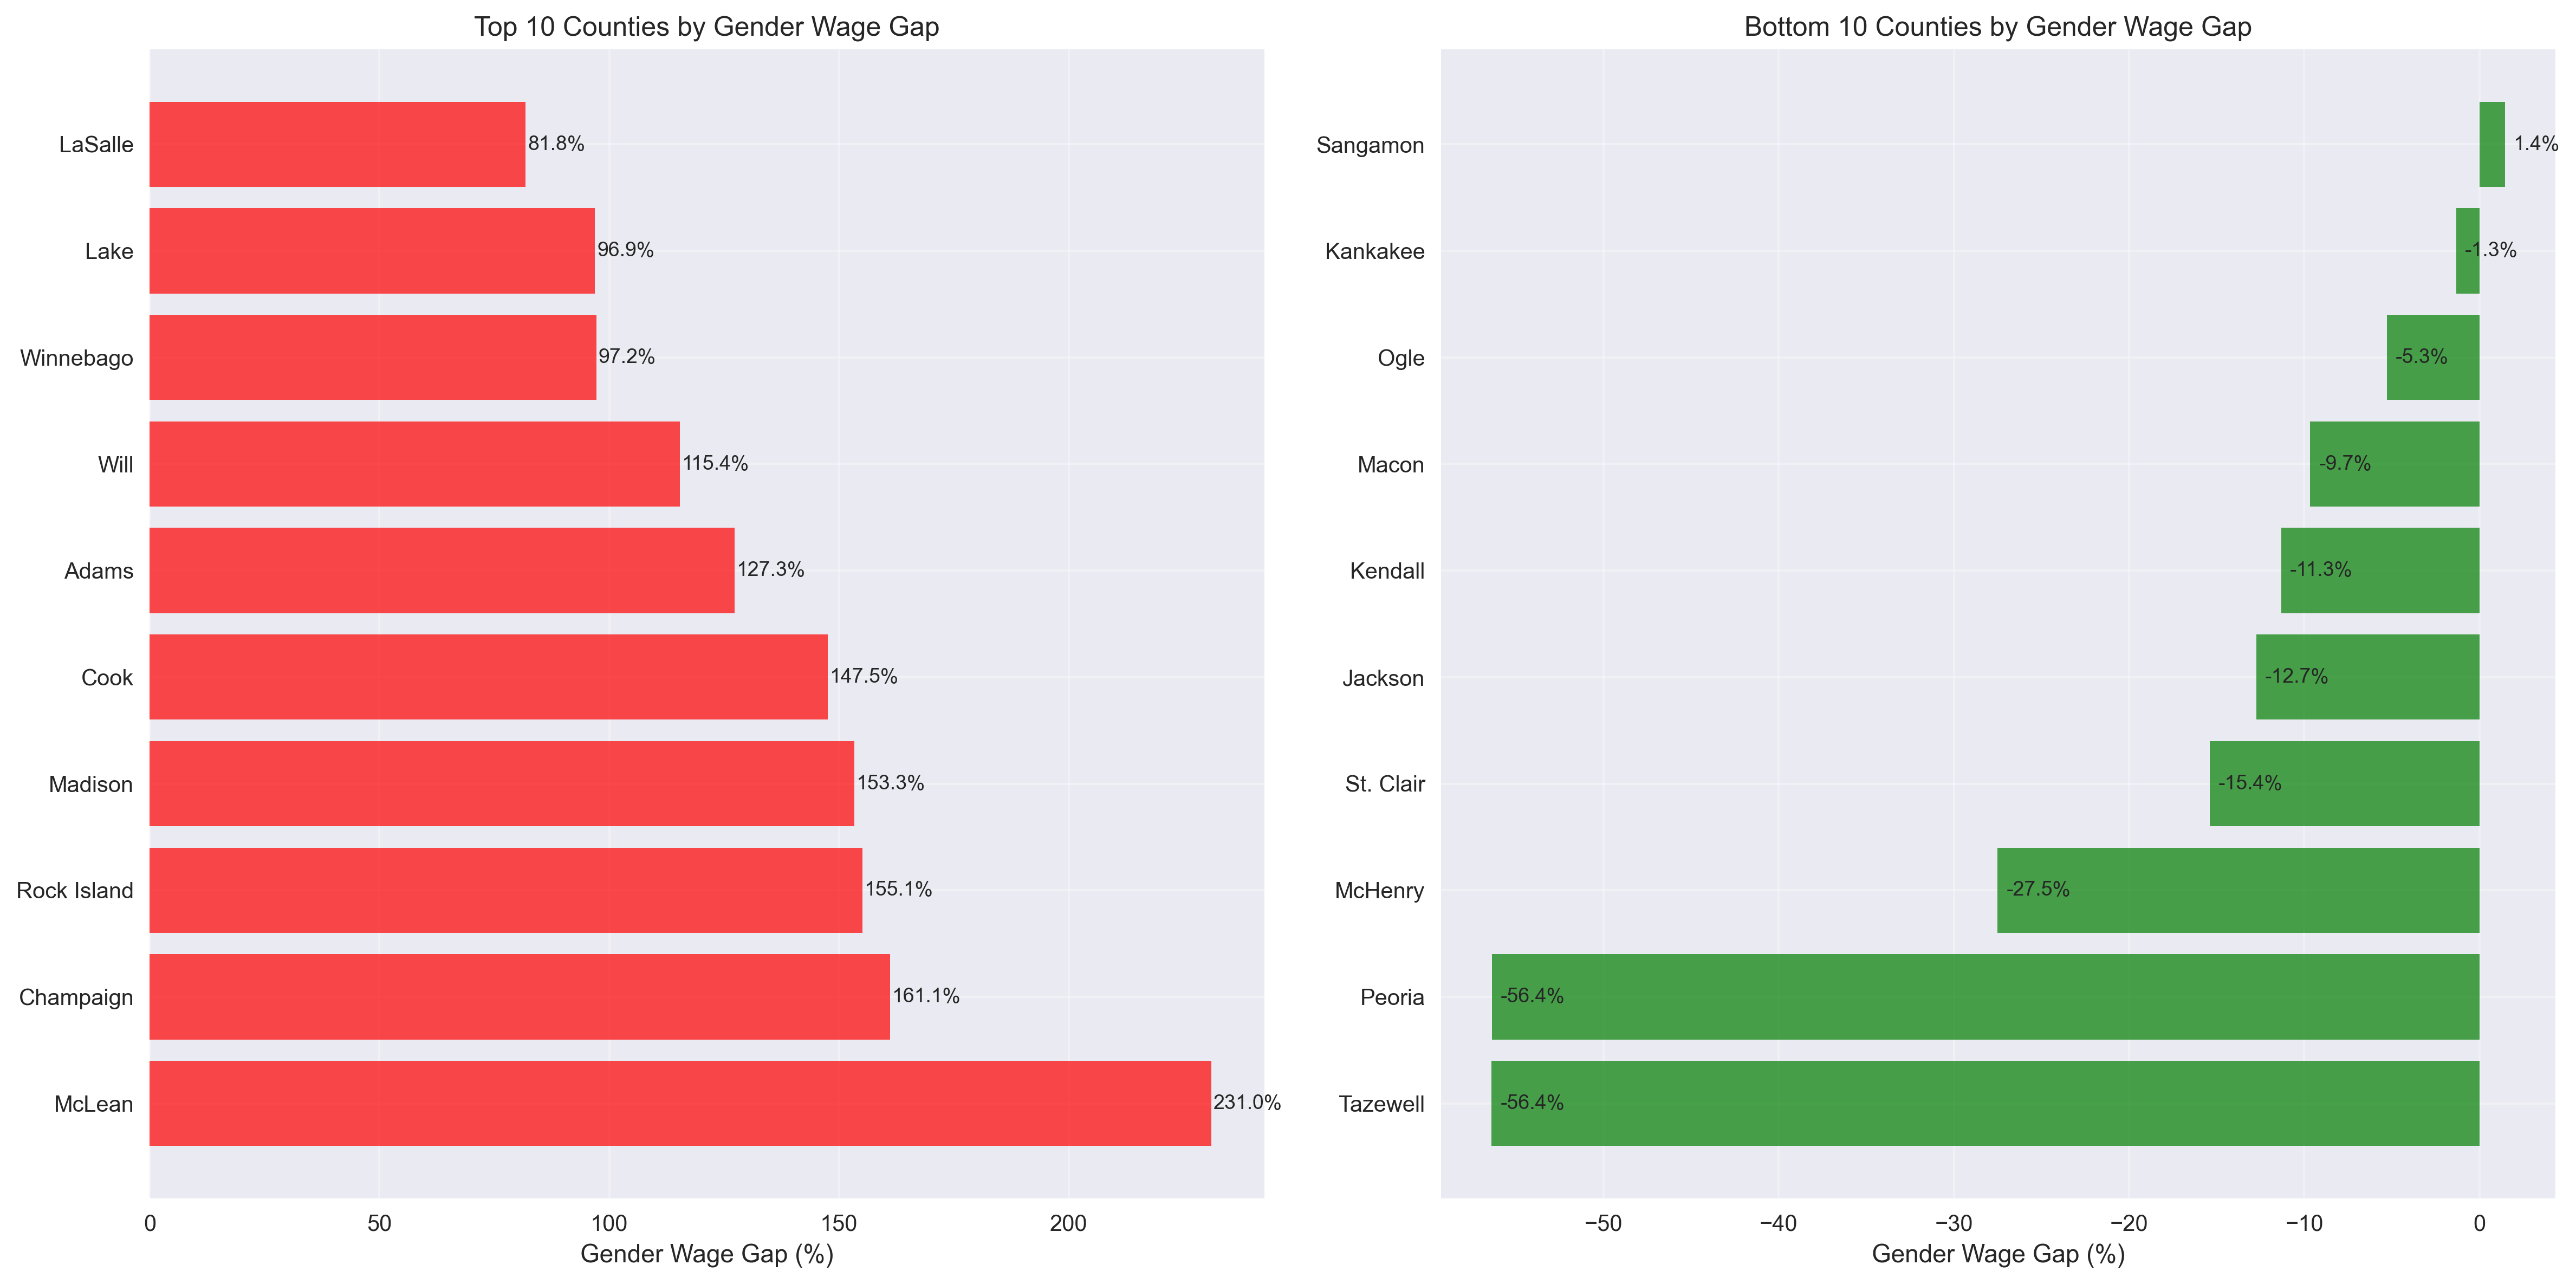 Top 10 Counties by Gender Wage Gap
LaSalle 81.8%
Lake 96.9%
Winnebago 97.2%
Will 115.4%
Adams 127.3%
Cook 147.5%
Madison 153.3%
Rock Island 155.1%
Champaign 161.1%
McLean 231.0%
0 50 100 150 200
Gender Wage Gap (%)
Bottom 10 Counties by Gender Wage Gap
Sangamon 1.4%
Kankakee -1.3%
Ogle -5.3%
Macon -9.7%
Kendall -11.3%
Jackson -12.7%
St. Clair -15.4%
McHenry -27.5%
Peoria -56.4%
Tazewell -56.4%
−50 −40 −30 −20 −10 0
Gender Wage Gap (%)